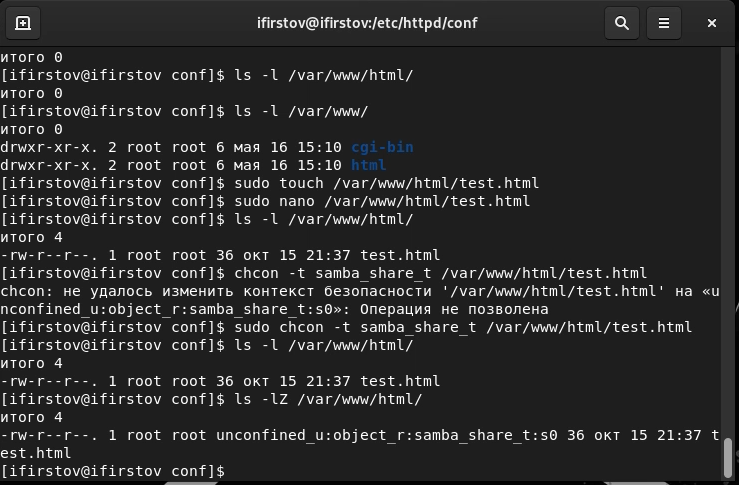 ifirstov@ifirstov:/etc/httpd/conf
итого 0
[ifirstov@ifirstov conf]$ ls -l /var/www/html/
итого 0
[ifirstov@ifirstov conf]$ ls -l /var/www/
итого 0
drwxr-xr-x. 2 root root 6 мая 16 15:10 cgi-bin
drwxr-xr-x. 2 root root 6 мая 16 15:10 html
[ifirstov@ifirstov conf]$ sudo touch /var/www/html/test.html
[ifirstov@ifirstov conf]$ sudo nano /var/www/html/test.html
[ifirstov@ifirstov conf]$ ls -l /var/www/html/
итого 4
-rw-r--r--. 1 root root 36 окт 15 21:37 test.html
[ifirstov@ifirstov conf]$ chcon -t samba_share_t /var/www/html/test.html
chcon: не удалось изменить контекст безопасности '/var/www/html/test.html' на «u
nconfined_u:object_r:samba_share_t:s0»: Операция не позволена
[ifirstov@ifirstov conf]$ sudo chcon -t samba_share_t /var/www/html/test.html
[ifirstov@ifirstov conf]$ ls -l /var/www/html/
итого 4
-rw-r--r--. 1 root root 36 окт 15 21:37 test.html
[ifirstov@ifirstov conf]$ ls -lZ /var/www/html/
итого 4
-rw-r--r--. 1 root root unconfined_u:object_r:samba_share_t:s0 36 окт 15 21:37 t
est.html
[ifirstov@ifirstov conf]$